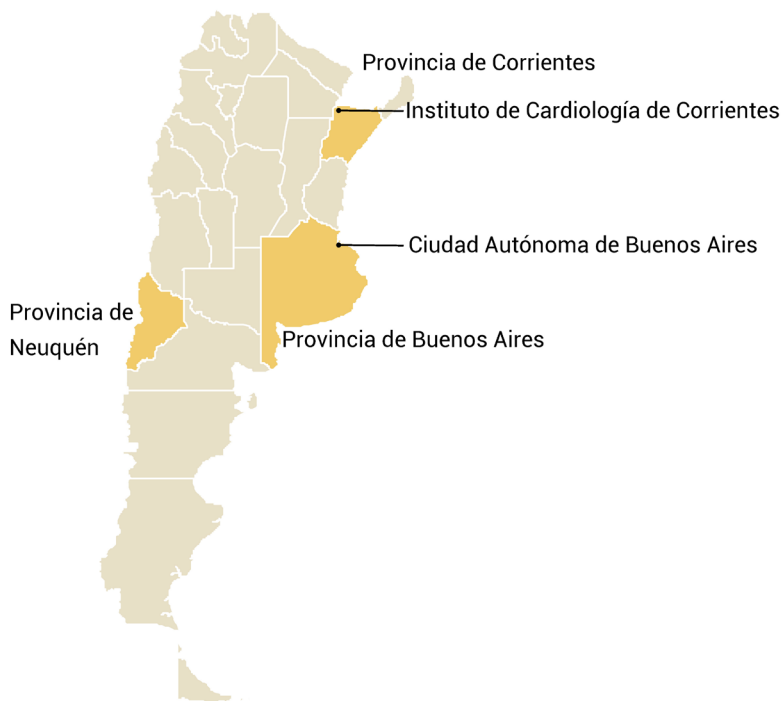 Provincia de Corrientes
Instituto de Cardiología de Corrientes
Ciudad Autónoma de Buenos Aires
Provincia de
Neuquén
Provincia de Buenos Aires